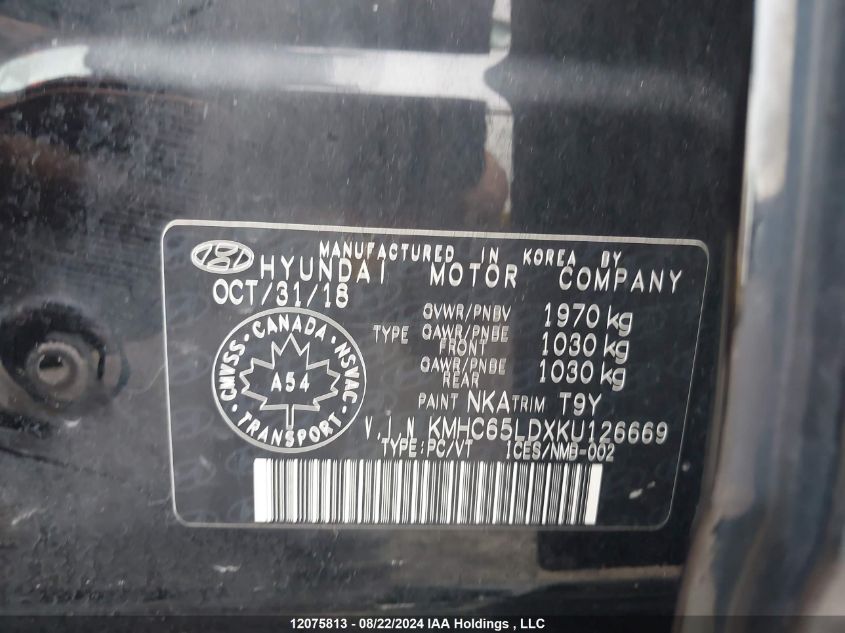 MANUFACTURED IN KOREA BY
HYUNDAI MOTOR COMPANY
OCT/31/18
TYPE
GVWR/PNBV 1970 kg
GAWR/PNBE FRONT 1030 kg
GAWR/PNBE REAR 1030 kg
PAINT NKA TRIM T9Y
V.I.N KMHC65LDXKU126669
TYPE:PC/VT ICES/NMB-002
CMVSS · CANADA · NSVAC · TRANSPORT ·
A54
12075813 - 08/22/2024 IAA Holdings , LLC